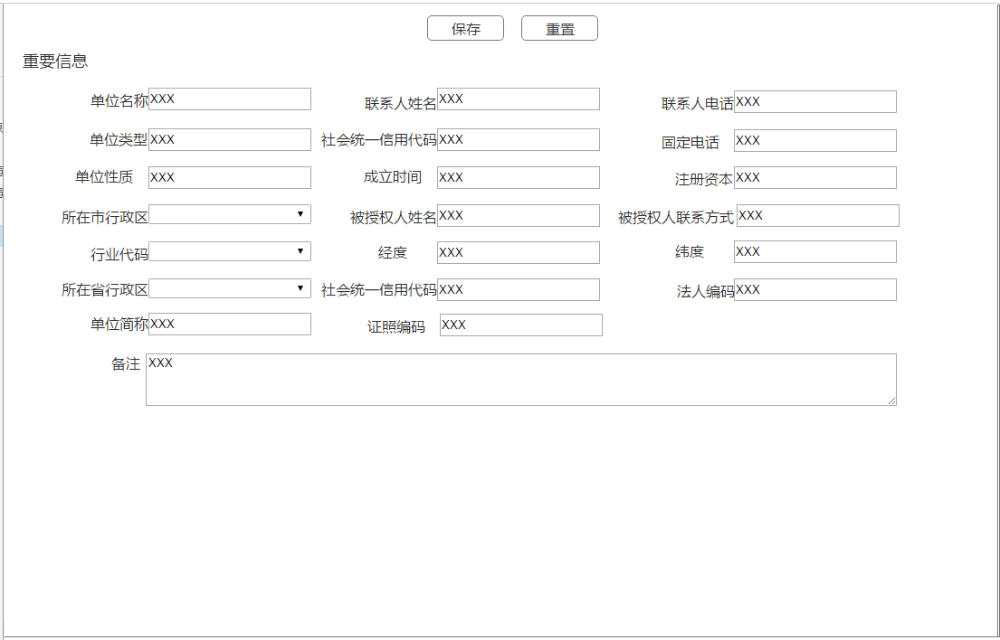 保存 重置
重要信息
单位名称 XXX 联系人姓名 XXX 联系人电话 XXX
单位类型 XXX 社会统一信用代码 XXX 固定电话 XXX
单位性质 XXX 成立时间 XXX 注册资本 XXX
所在市行政区 被授权人姓名 XXX 被授权人联系方式 XXX
行业代码 经度 XXX 纬度 XXX
所在省行政区 社会统一信用代码 XXX 法人编码 XXX
单位简称 XXX 证照编码 XXX
备注 XXX